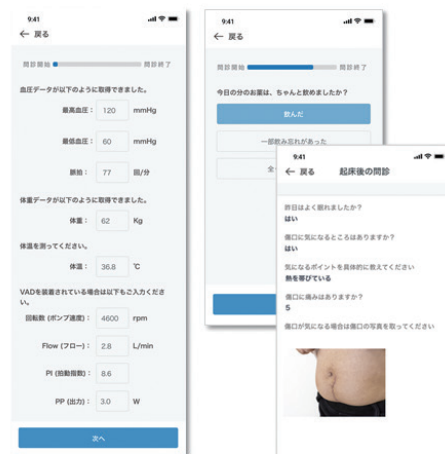 9:41
← 戻る
問診開始
問診終了
血圧データが以下のように取得できました。
最高血圧: 120 mmHg
最低血圧: 60 mmHg
脈拍: 77 回/分
体重データが以下のように取得できました。
体重: 62 Kg
体温を測ってください。
体温: 36.8 ℃
VADを装着されている場合は以下もご入力ください。
回転数 (ポンプ速度): 4600 rpm
Flow (フロー): 2.8 L/min
PI (拍動指数): 8.6
PP (出力): 3.0 W
次へ
9:41
← 戻る
問診開始
問診終了
今日の分のお薬は、ちゃんと飲めましたか?
飲んだ
一部飲み忘れがあった
全
9:41
← 戻る 起床後の問診
昨日はよく眠れましたか?
はい
傷口に気になるところはありますか?
はい
気になるポイントを具体的に教えてください
熱を帯びている
傷口に痛みはありますか?
5
傷口が気になる場合は傷口の写真を取ってください